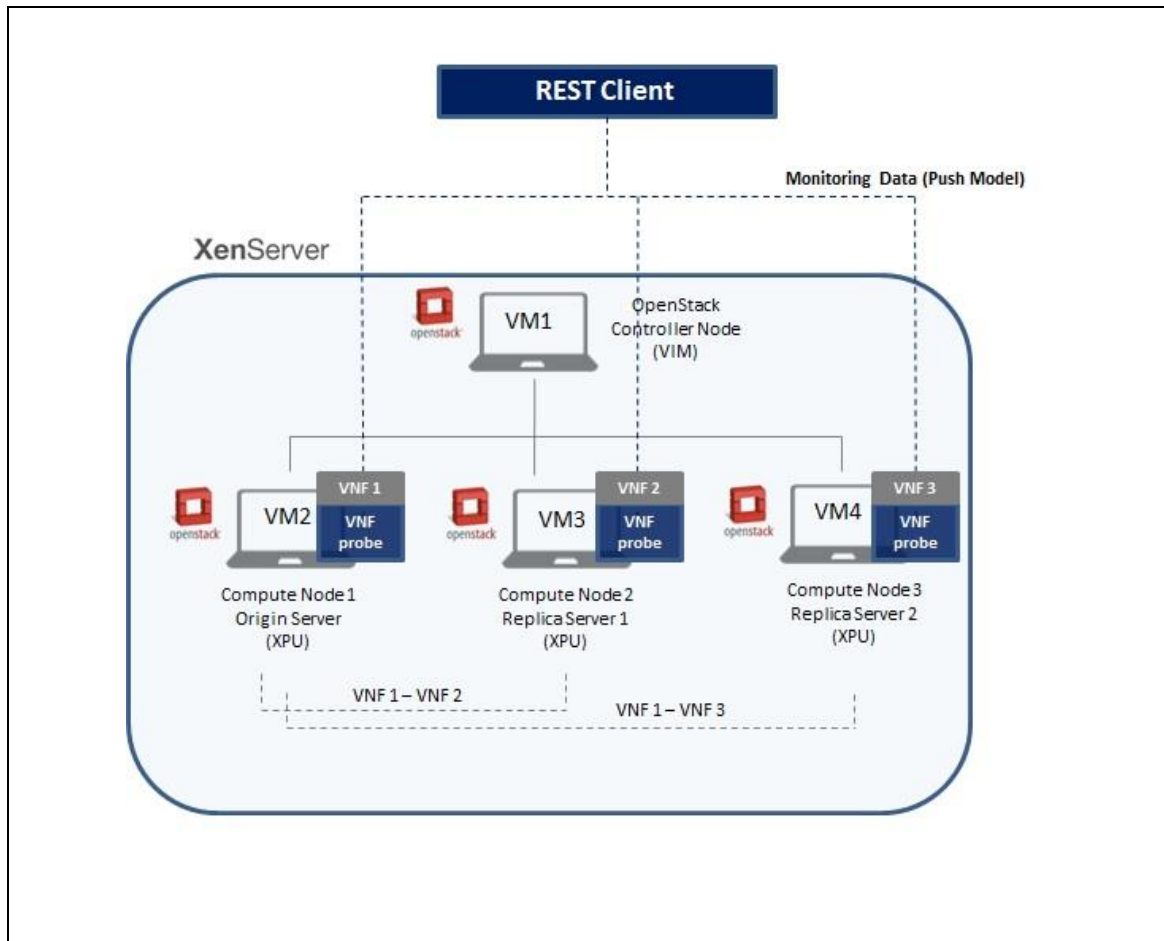 REST Client
Monitoring Data (Push Model)
XenServer
openstack
VM1
OpenStack
Controller Node
(VIM)
openstack
VM2
VNF 1
VNF
probe
openstack
VM3
VNF 2
VNF
probe
openstack
VM4
VNF 3
VNF
probe
Compute Node 1
Origin Server
(XPU)
Compute Node 2
Replica Server 1
(XPU)
Compute Node 3
Replica Server 2
(XPU)
VNF 1 – VNF 2
VNF 1 – VNF 3